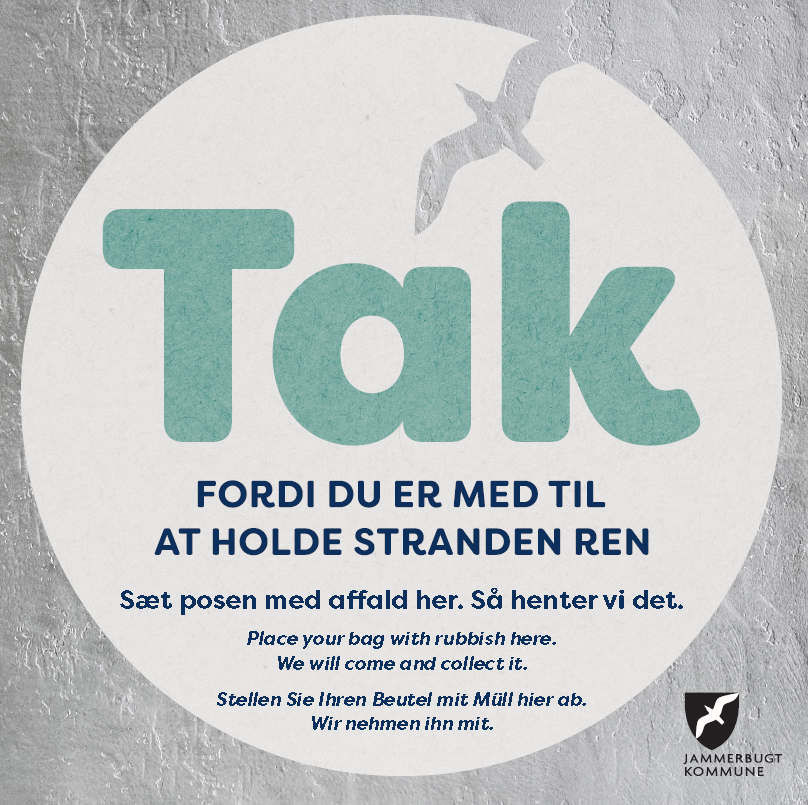 Tak
FORDI DU ER MED TIL
AT HOLDE STRANDEN REN
Sæt posen med affald her. Så henter vi det.
Place your bag with rubbish here.
We will come and collect it.
Stellen Sie Ihren Beutel mit Müll hier ab.
Wir nehmen ihn mit.
JAMMERBUGT
KOMMUNE